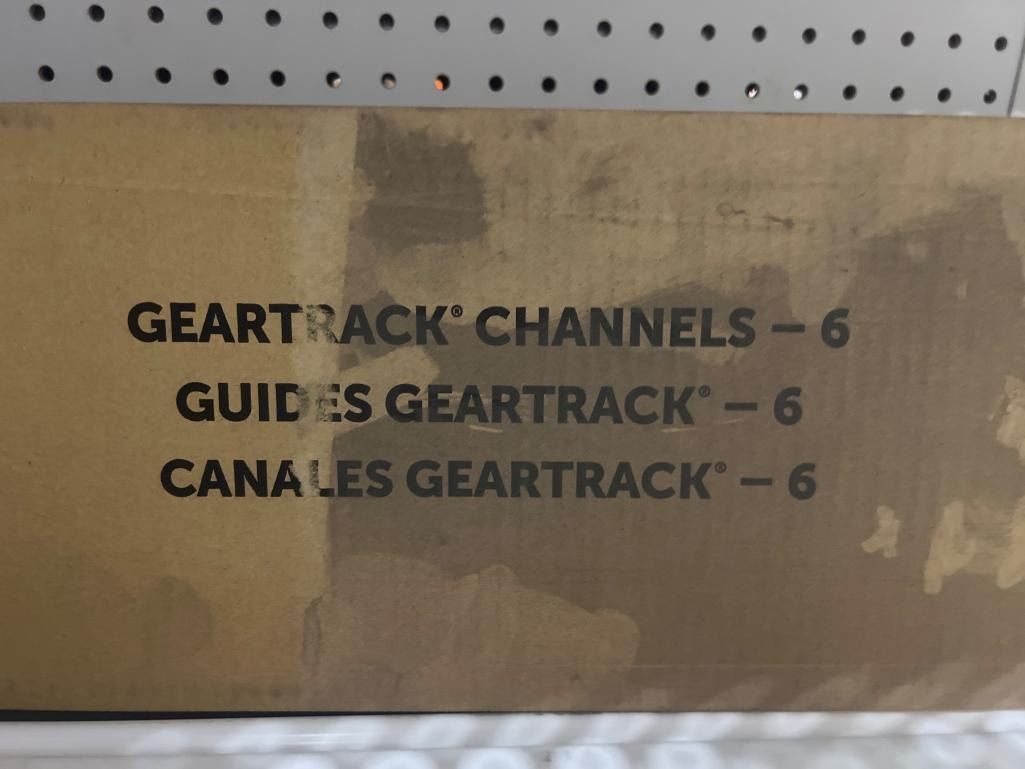 GEARTRACK® CHANNELS – 6
GUIDES GEARTRACK® – 6
CANALES GEARTRACK® – 6